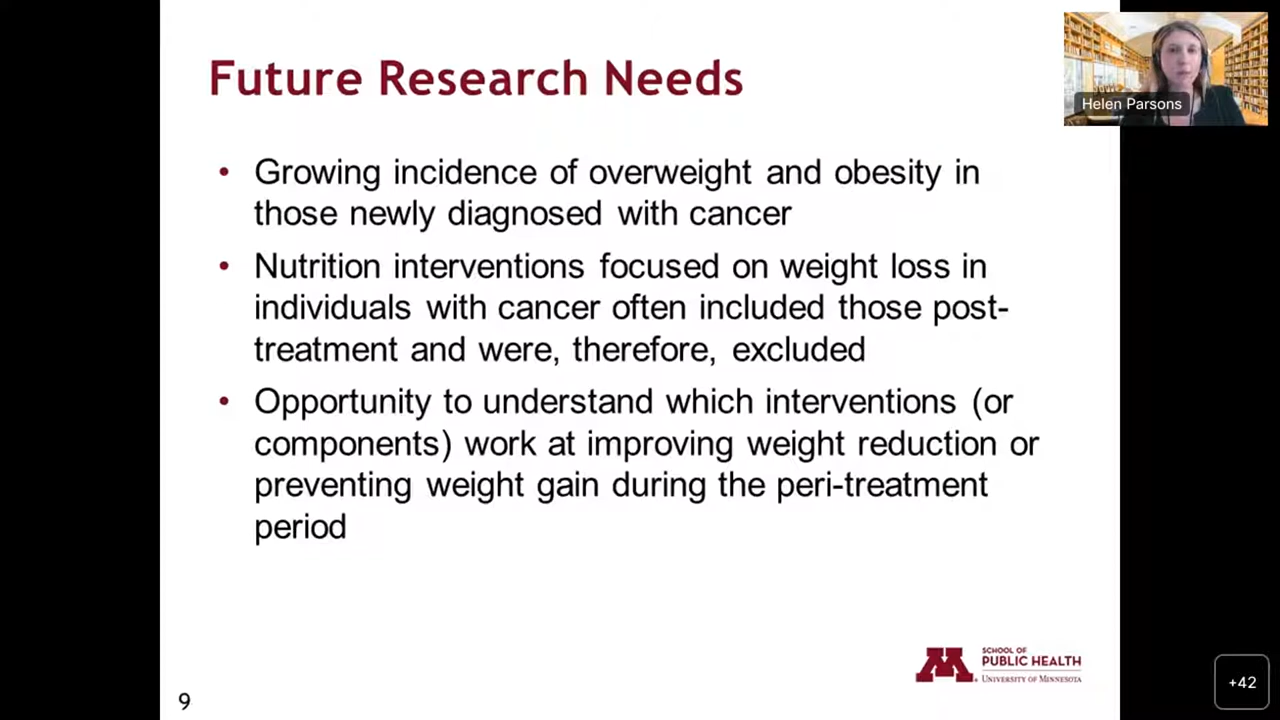 Future Research Needs
• Growing incidence of overweight and obesity in
those newly diagnosed with cancer
• Nutrition interventions focused on weight loss in
individuals with cancer often included those post-
treatment and were, therefore, excluded
• Opportunity to understand which interventions (or
components) work at improving weight reduction or
preventing weight gain during the peri-treatment
period
Helen Parsons
M
SCHOOL OF
PUBLIC HEALTH
UNIVERSITY OF MINNESOTA
9
+42